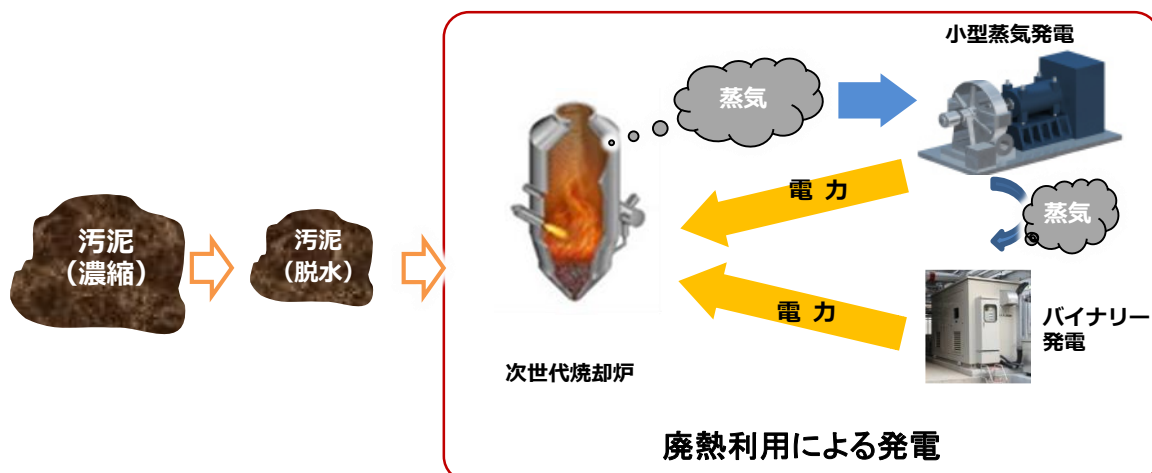 小型蒸気発電
蒸気
電 力
蒸気
汚泥
（濃縮）
汚泥
（脱水）
電 力
バイナリー
発電
次世代焼却炉
廃熱利用による発電